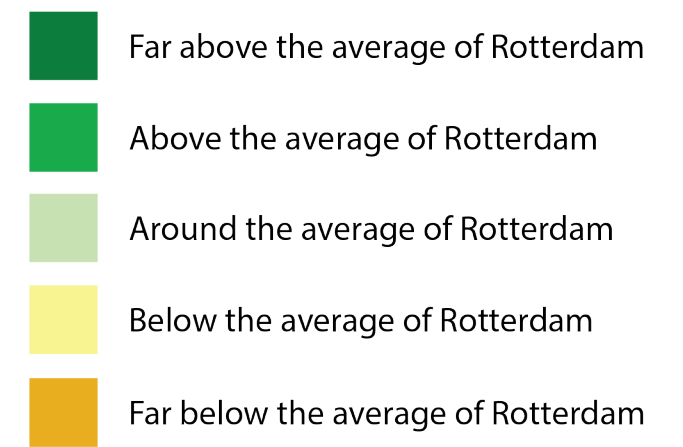 Far above the average of Rotterdam
Above the average of Rotterdam
Around the average of Rotterdam
Below the average of Rotterdam
Far below the average of Rotterdam